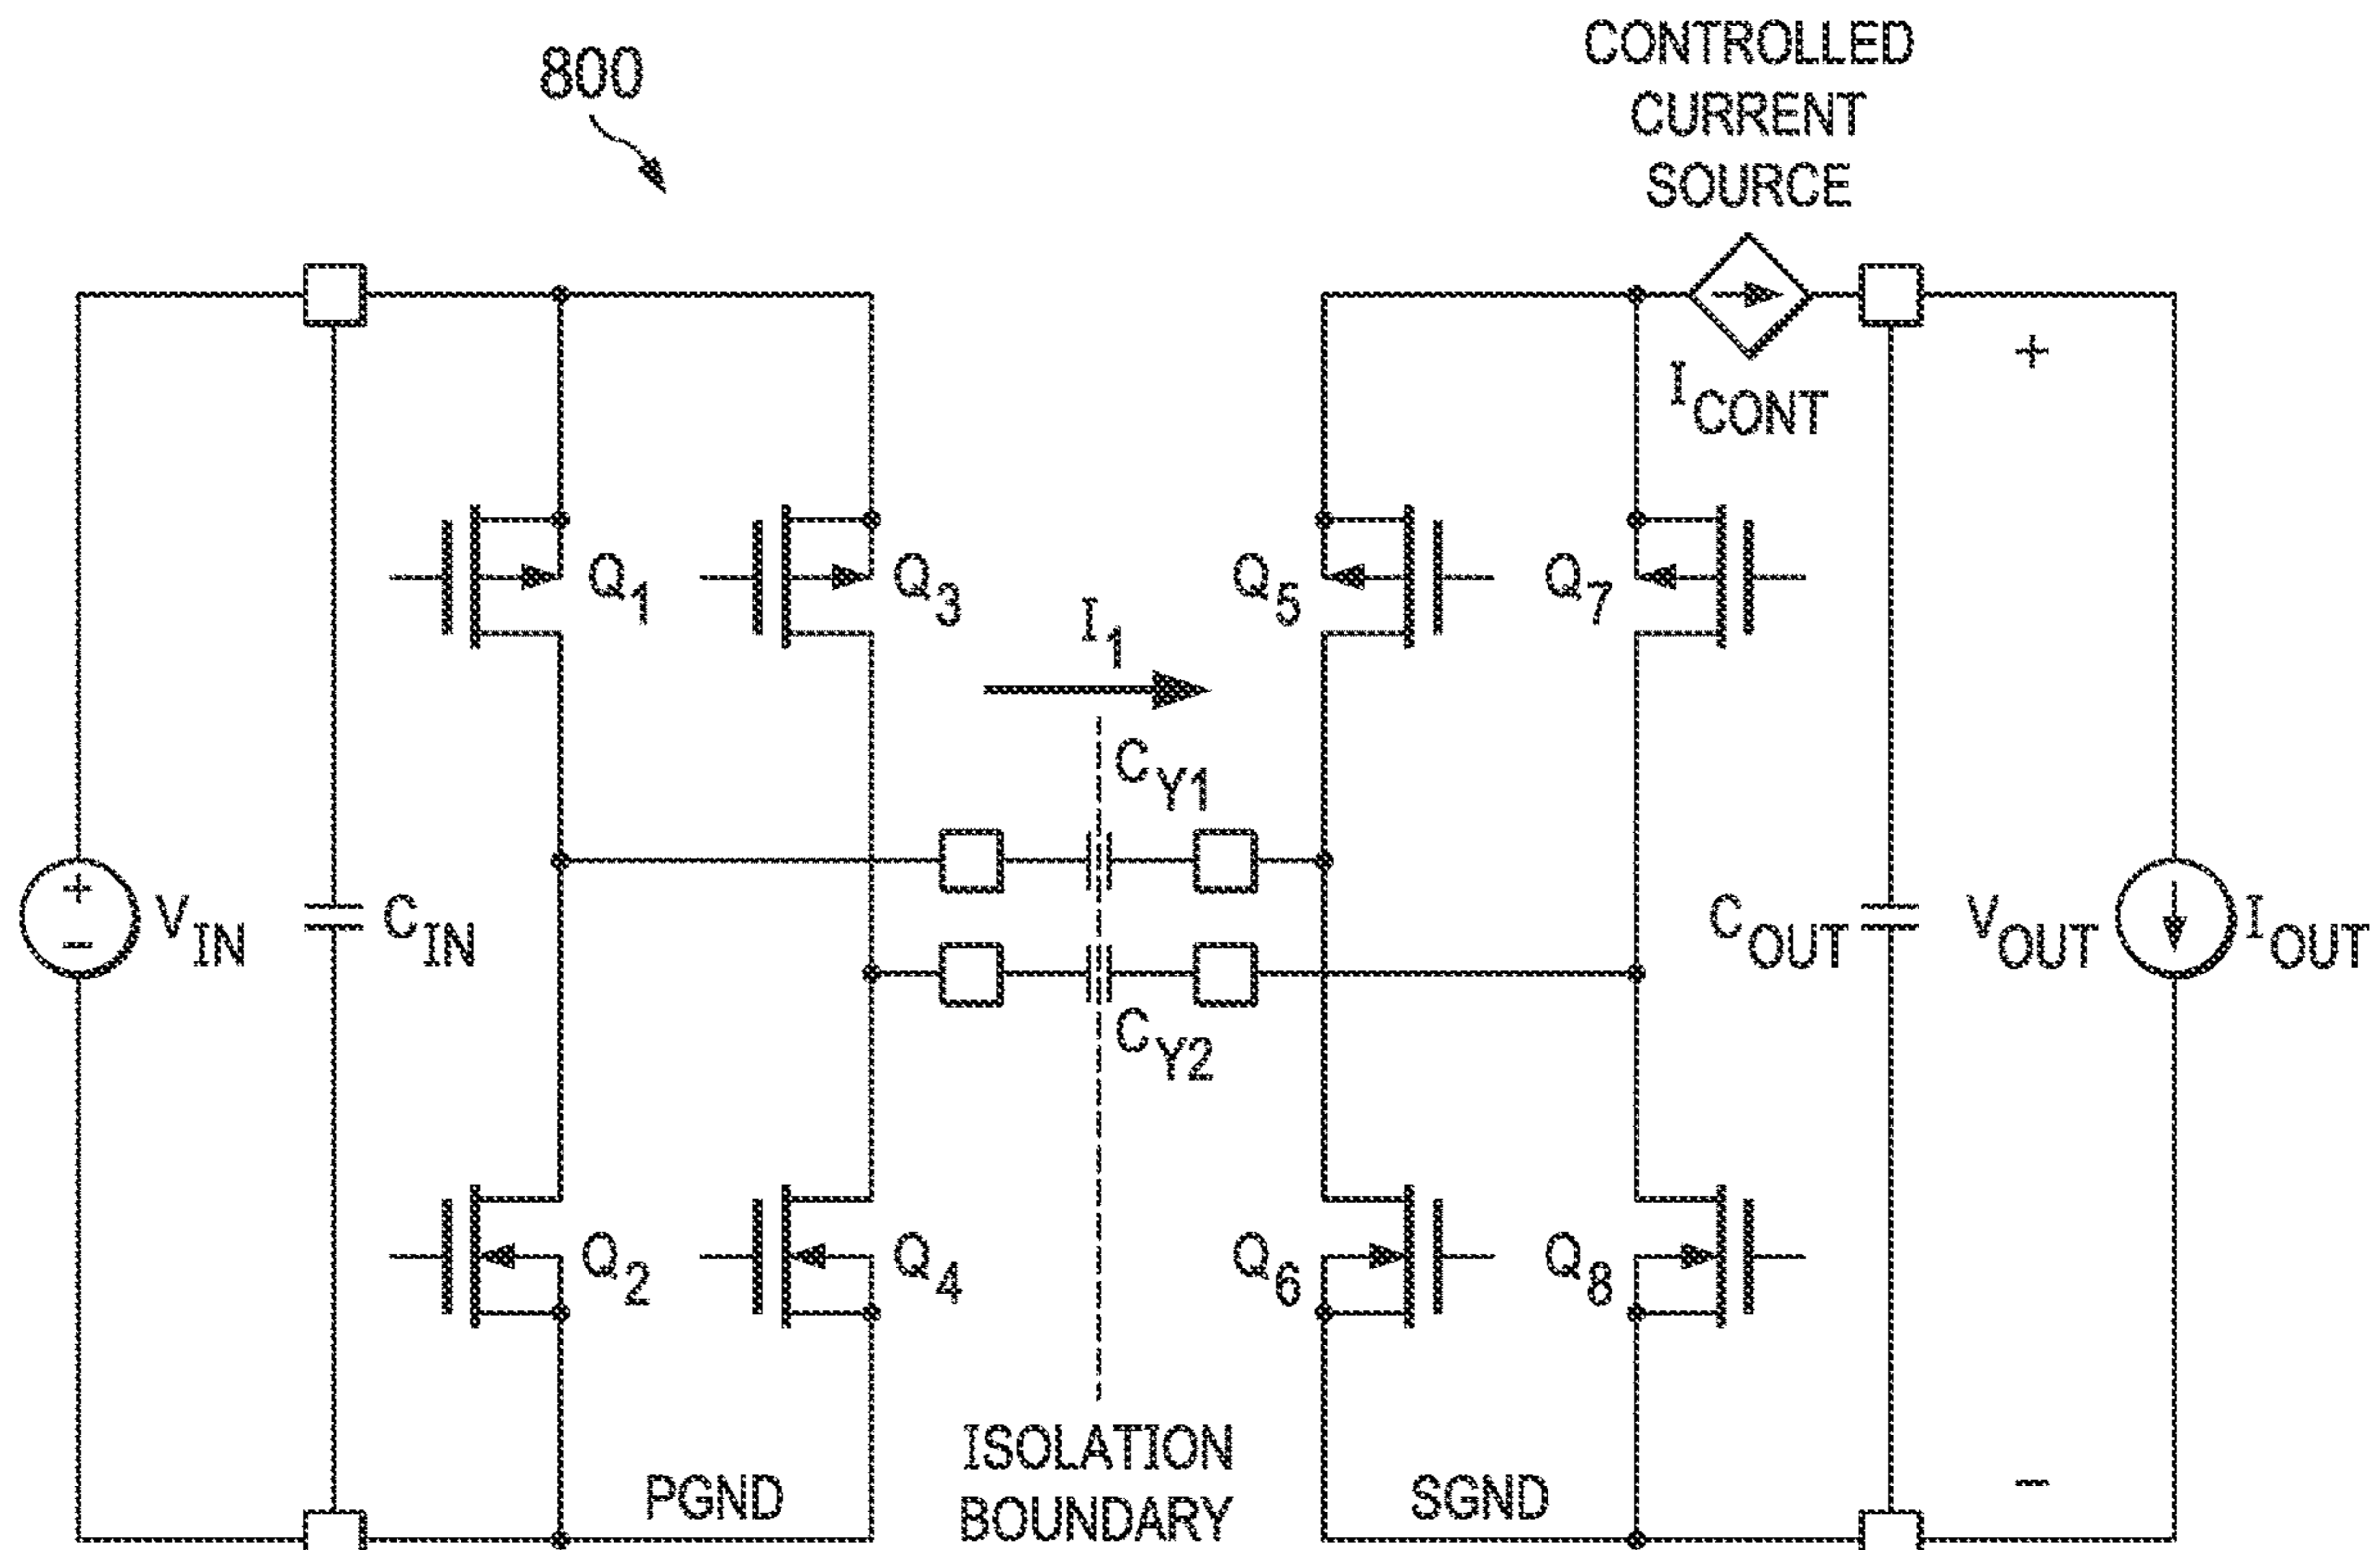 800
CONTROLLED
CURRENT
SOURCE
I CONT
+
Q1
Q3
Q5
Q7
I1
CY1
+
−
VIN
CIN
COUT
VOUT
IOUT
CY2
Q2
Q4
Q6
Q8
PGND
ISOLATION
BOUNDARY
SGND
−